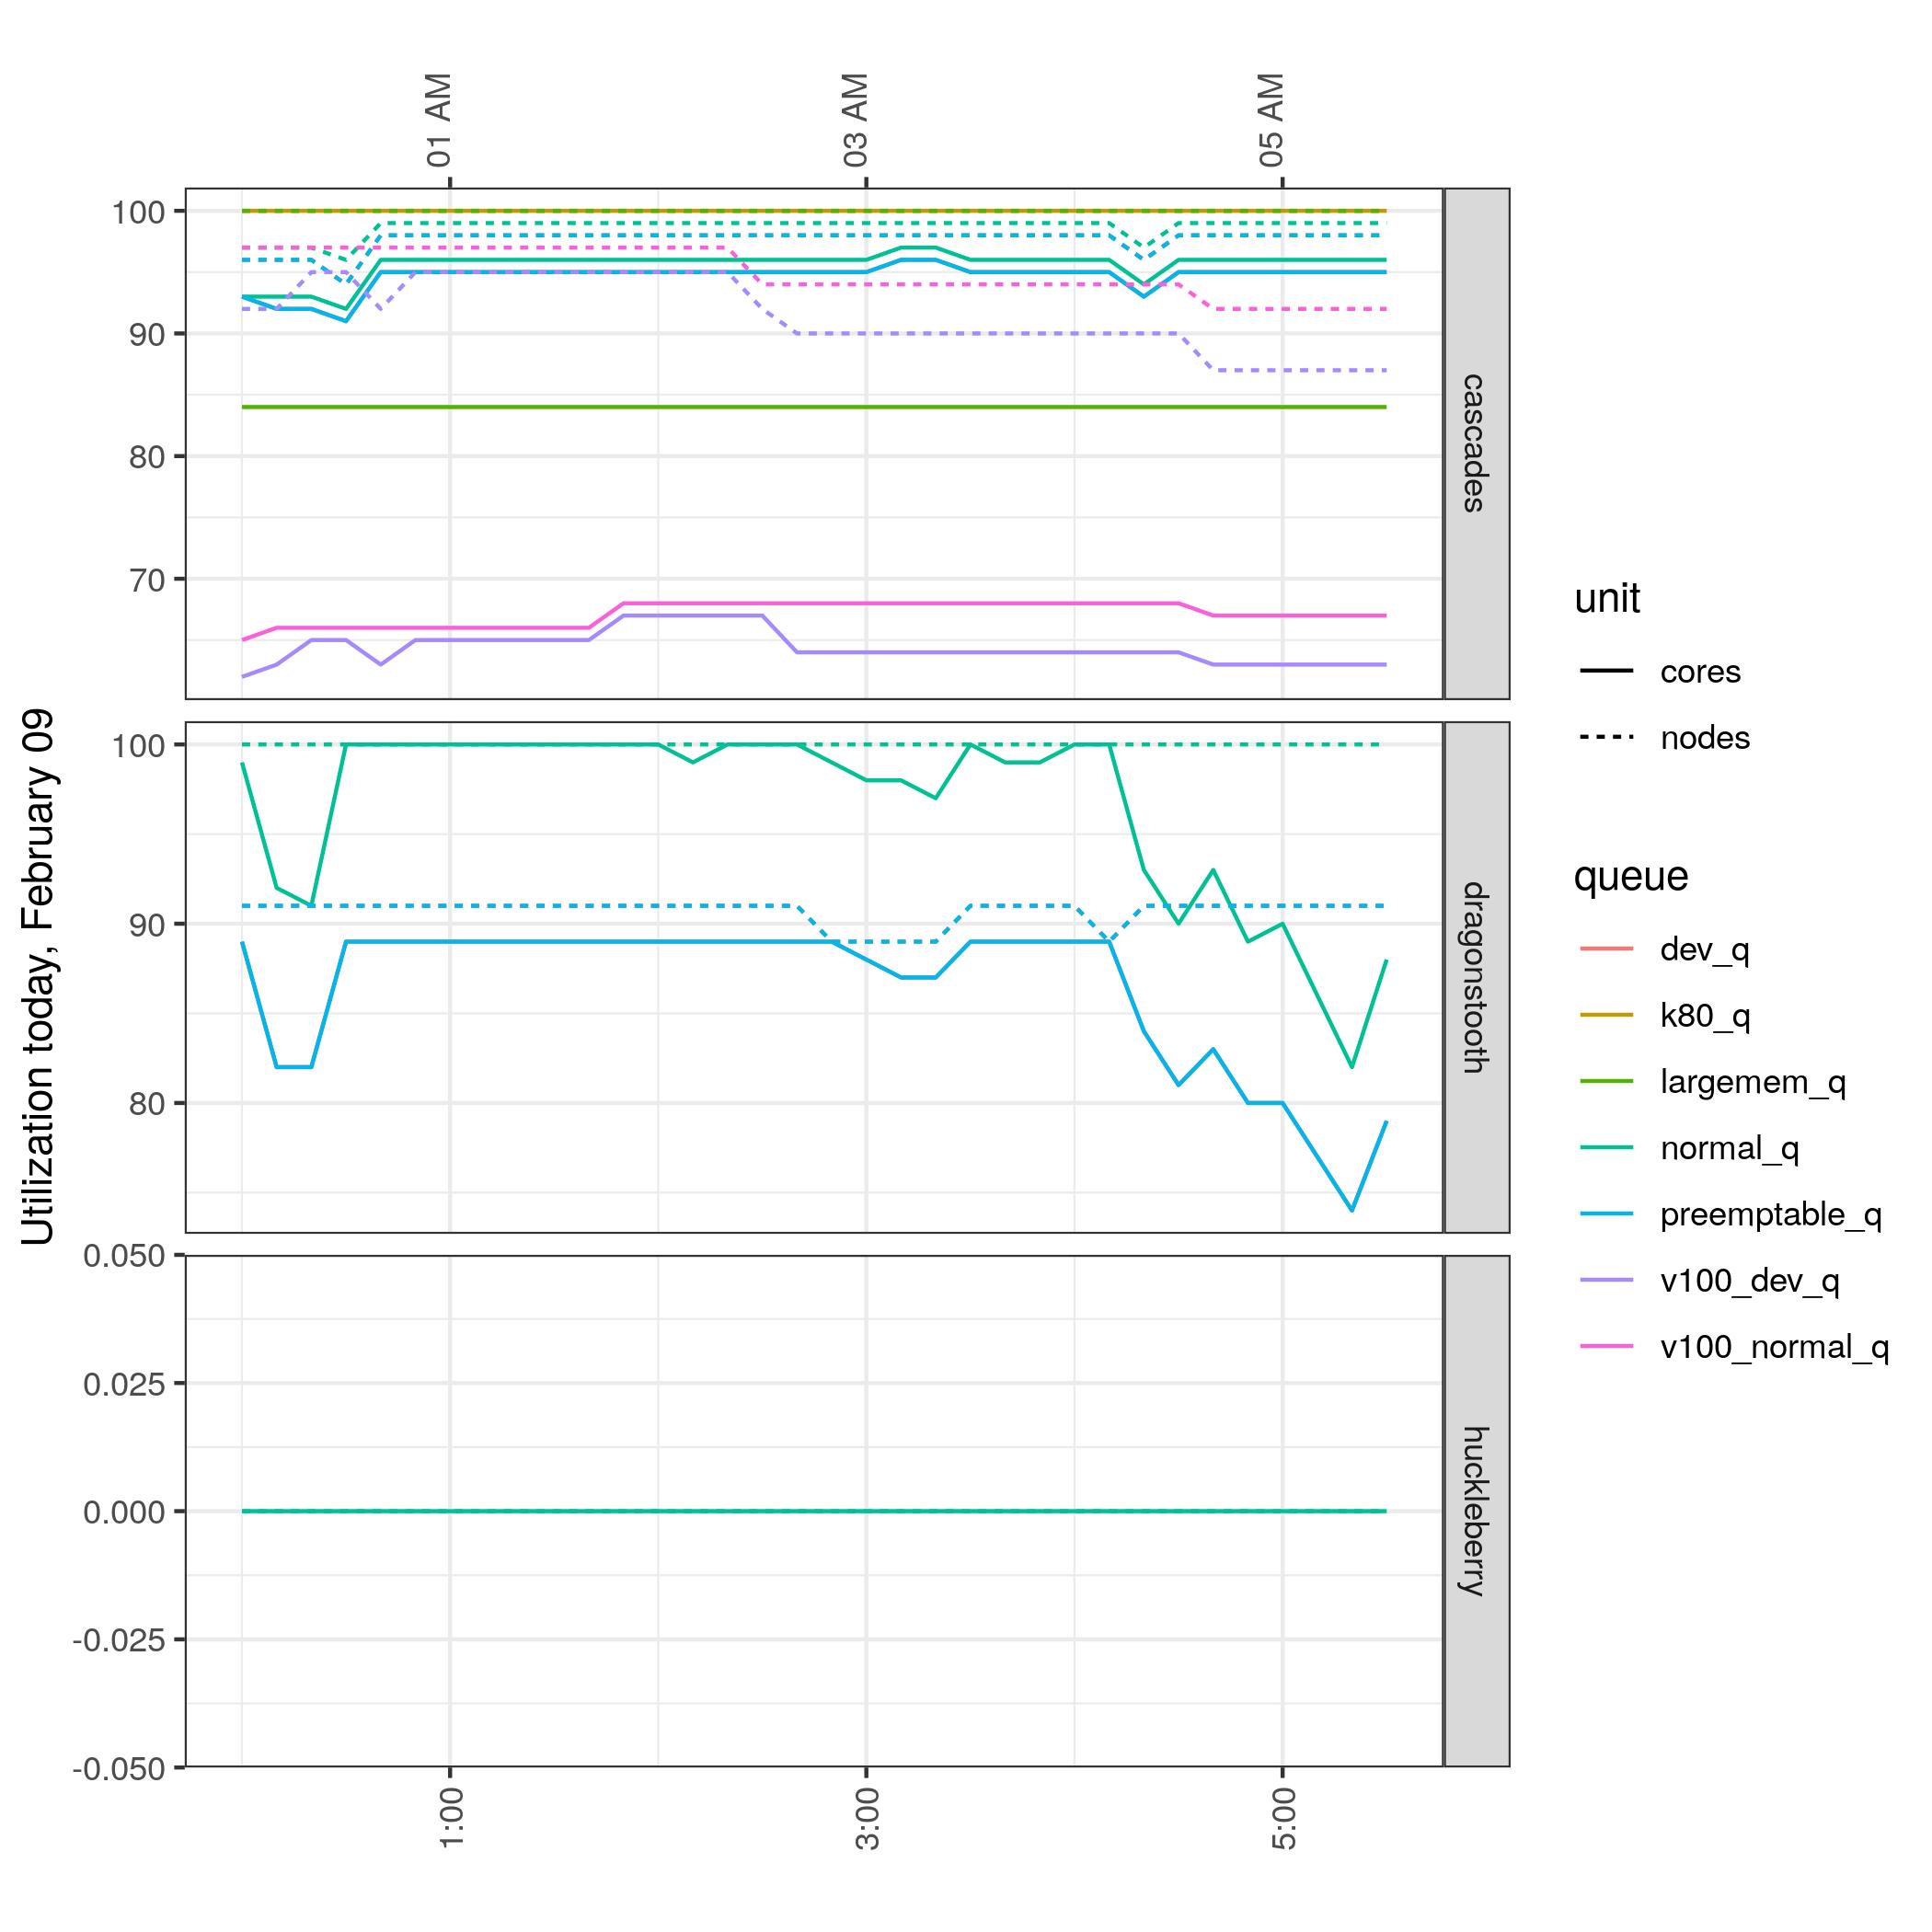 01 AM
03 AM
05 AM
Utilization today, February 09
100
90
80
70
cascades
100
90
80
dragonstooth
0.050
0.025
0.000
-0.025
-0.050
huckleberry
1:00
3:00
5:00
unit
cores
nodes
queue
dev_q
k80_q
largemem_q
normal_q
preemptable_q
v100_dev_q
v100_normal_q